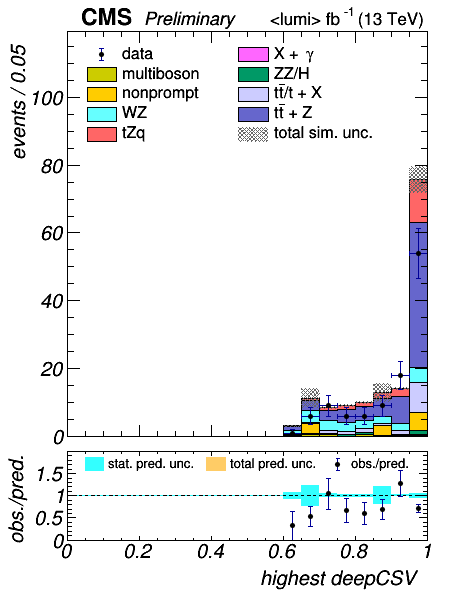 CMS Preliminary <lumi> fb⁻¹ (13 TeV)
events / 0.05
100
80
60
40
20
0
data
multiboson
nonprompt
WZ
tZq
X + γ
ZZ/H
tt̄/t + X
tt̄ + Z
total sim. unc.
obs./pred.
1.5
1
0.5
0
stat. pred. unc. total pred. unc. obs./pred.
0 0.2 0.4 0.6 0.8 1
highest deepCSV